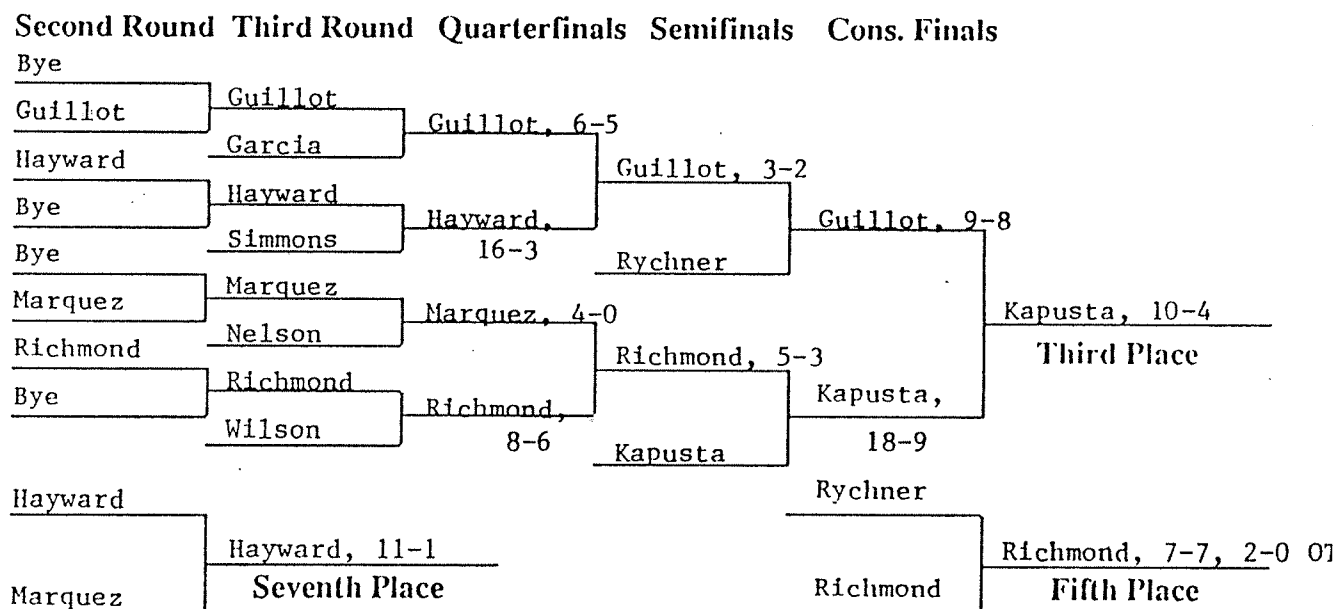 Second Round Third Round Quarterfinals Semifinals Cons. Finals
Bye
Guillot
Guillot
Garcia
Guillot, 6-5
Hayward
Bye
Hayward
Simmons
Hayward,
16-3
Guillot, 3-2
Rychner
Guillot, 9-8
Bye
Marquez
Marquez
Nelson
Marquez, 4-0
Richmond
Bye
Richmond
Wilson
Richmond,
8-6
Richmond, 5-3
Kapusta
Kapusta,
18-9
Kapusta, 10-4
Third Place
Hayward
Marquez
Hayward, 11-1
Seventh Place
Rychner
Richmond
Richmond, 7-7, 2-0 OT
Fifth Place